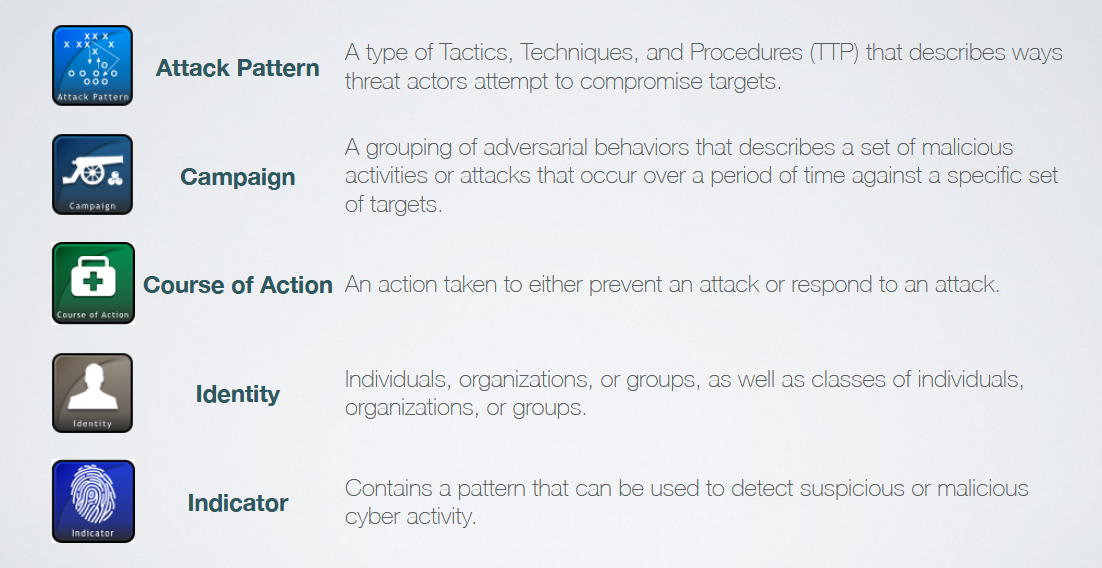 Attack Pattern
Attack Pattern
A type of Tactics, Techniques, and Procedures (TTP) that describes ways
threat actors attempt to compromise targets.
Campaign
Campaign
A grouping of adversarial behaviors that describes a set of malicious
activities or attacks that occur over a period of time against a specific set
of targets.
Course of Action
Course of Action
An action taken to either prevent an attack or respond to an attack.
Identity
Identity
Individuals, organizations, or groups, as well as classes of individuals,
organizations, or groups.
Indicator
Indicator
Contains a pattern that can be used to detect suspicious or malicious
cyber activity.